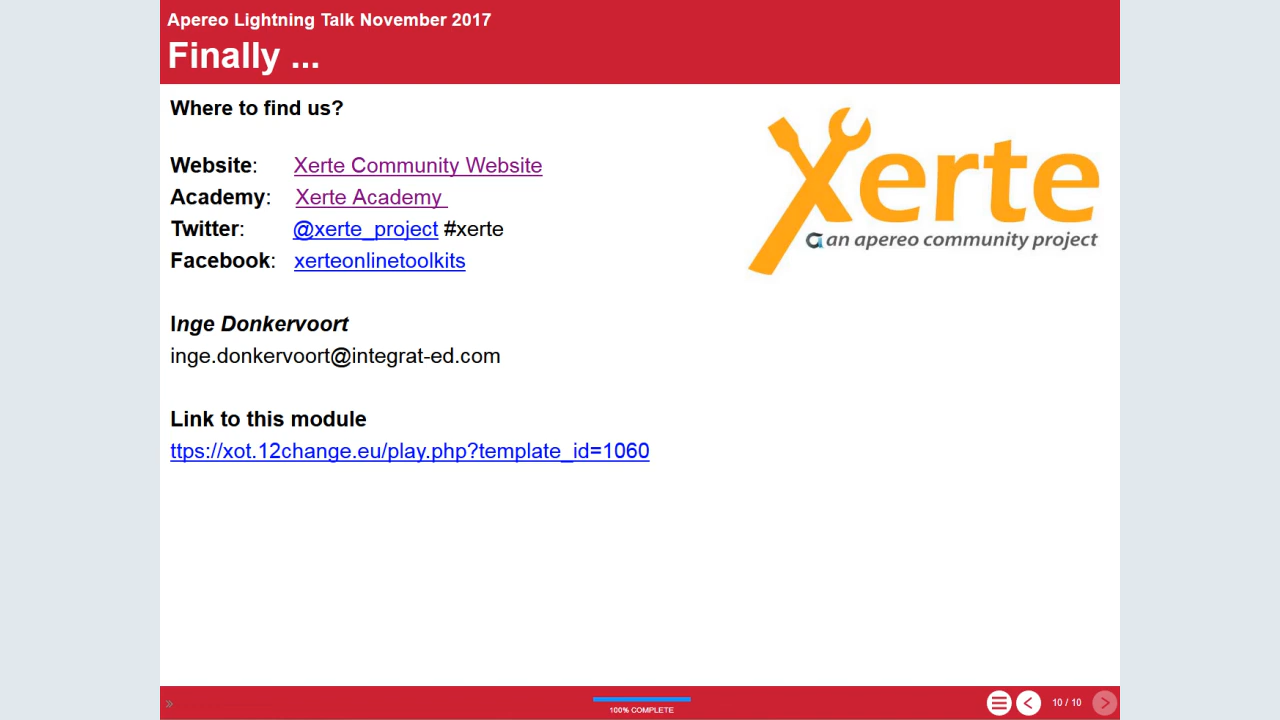 Apereo Lightning Talk November 2017
Finally ...
Where to find us?
Xerte
an apereo community project
Website: Xerte Community Website
Academy: Xerte Academy
Twitter: @xerte_project #xerte
Facebook: xerteonlinetoolkits
Inge Donkervoort
inge.donkervoort@integrat-ed.com
Link to this module
ttps://xot.12change.eu/play.php?template_id=1060
100% COMPLETE
10 / 10